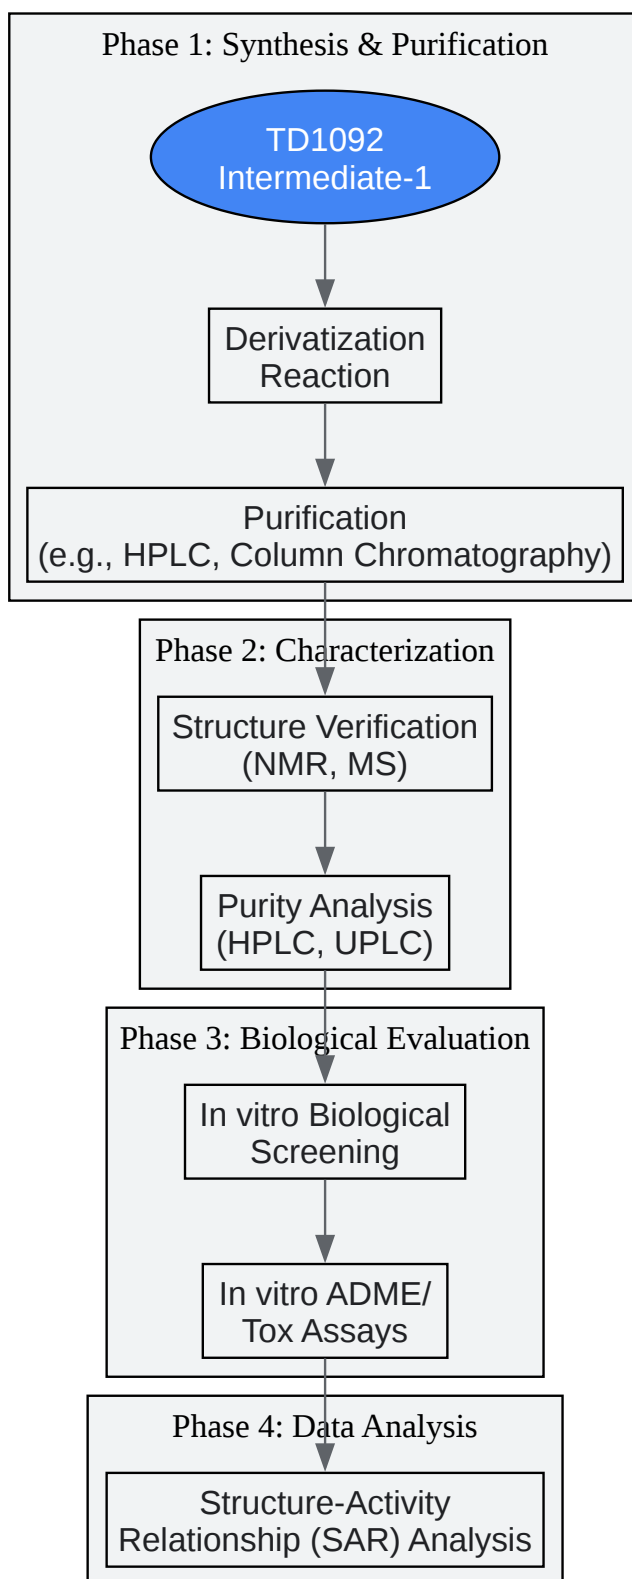 Phase 1: Synthesis & Purification
TD1092
Intermediate-1
Derivatization
Reaction
Purification
(e.g., HPLC, Column Chromatography)
Phase 2: Characterization
Structure Verification
(NMR, MS)
Purity Analysis
(HPLC, UPLC)
Phase 3: Biological Evaluation
In vitro Biological
Screening
In vitro ADME/
Tox Assays
Phase 4: Data Analysis
Structure-Activity
Relationship (SAR) Analysis